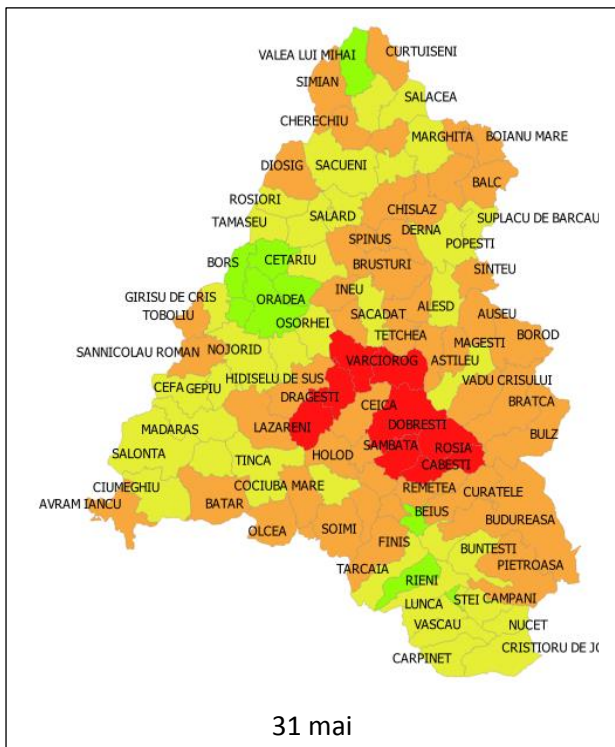 VALEA LUI MIHAI
CURTUISENI
SIMIAN
SALACEA
CHERECHIU
MARGHITA
BOIANU MARE
DIOSIG
SACUENI
BALC
ROSIORI
SALARD
CHISLAZ
SUPLACU DE BARCAU
TAMASEU
DERNA
SPINUS
POPESTI
BORS
CETARIU
BRUSTURI
SINTEU
GIRISU DE CRIS
ORADEA
INEU
ALESD
TOBOLIU
OSORHEI
SACADAT
AUSEU
TETCHEA
BOROD
SANNICOLAU ROMAN
NOJORID
VARCIOROG
MAGESTI
ASTILEU
CEFA
GEPIU
HIDISELU DE SUS
VADU CRISULUI
DRAGESTI
CEICA
BRATCA
MADARAS
LAZARENI
DOBRESTI
BULZ
SALONTA
TINCA
HOLOD
SAMBATA
ROSIA
CABESTI
CIUMEGHIU
COCIUBA MARE
REMETEA
CURATELE
AVRAM IANCU
BATAR
BEIUS
OLCEA
SOIMI
BUDUREASA
FINIS
BUNTESTI
TARCAIA
RIENI
PIETROASA
LUNCA
STEI
CAMPANI
VASCAU
NUCET
CARPINET
CRISTIORU DE JO
31 mai